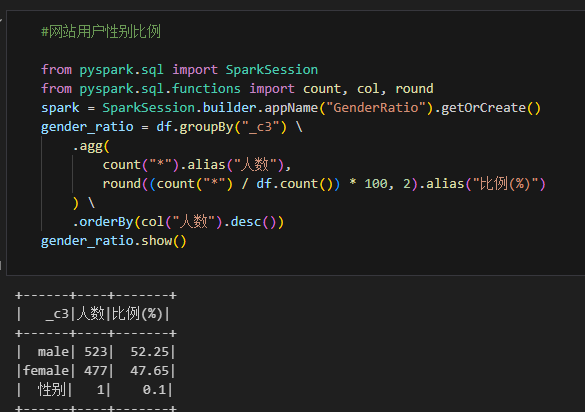 #网站用户性别比例
from pyspark.sql import SparkSession
from pyspark.sql.functions import count, col, round
spark = SparkSession.builder.appName("GenderRatio").getOrCreate()
gender_ratio = df.groupBy("_c3") \
    .agg(
        count("*").alias("人数"),
        round((count("*") / df.count()) * 100, 2).alias("比例(%)")
    ) \
    .orderBy(col("人数").desc())
gender_ratio.show()
+------+----+-------+
|   _c3|人数|比例(%)|
+------+----+-------+
|  male| 523|  52.25|
|female| 477|  47.65|
|  性别|   1|    0.1|
+------+----+-------+